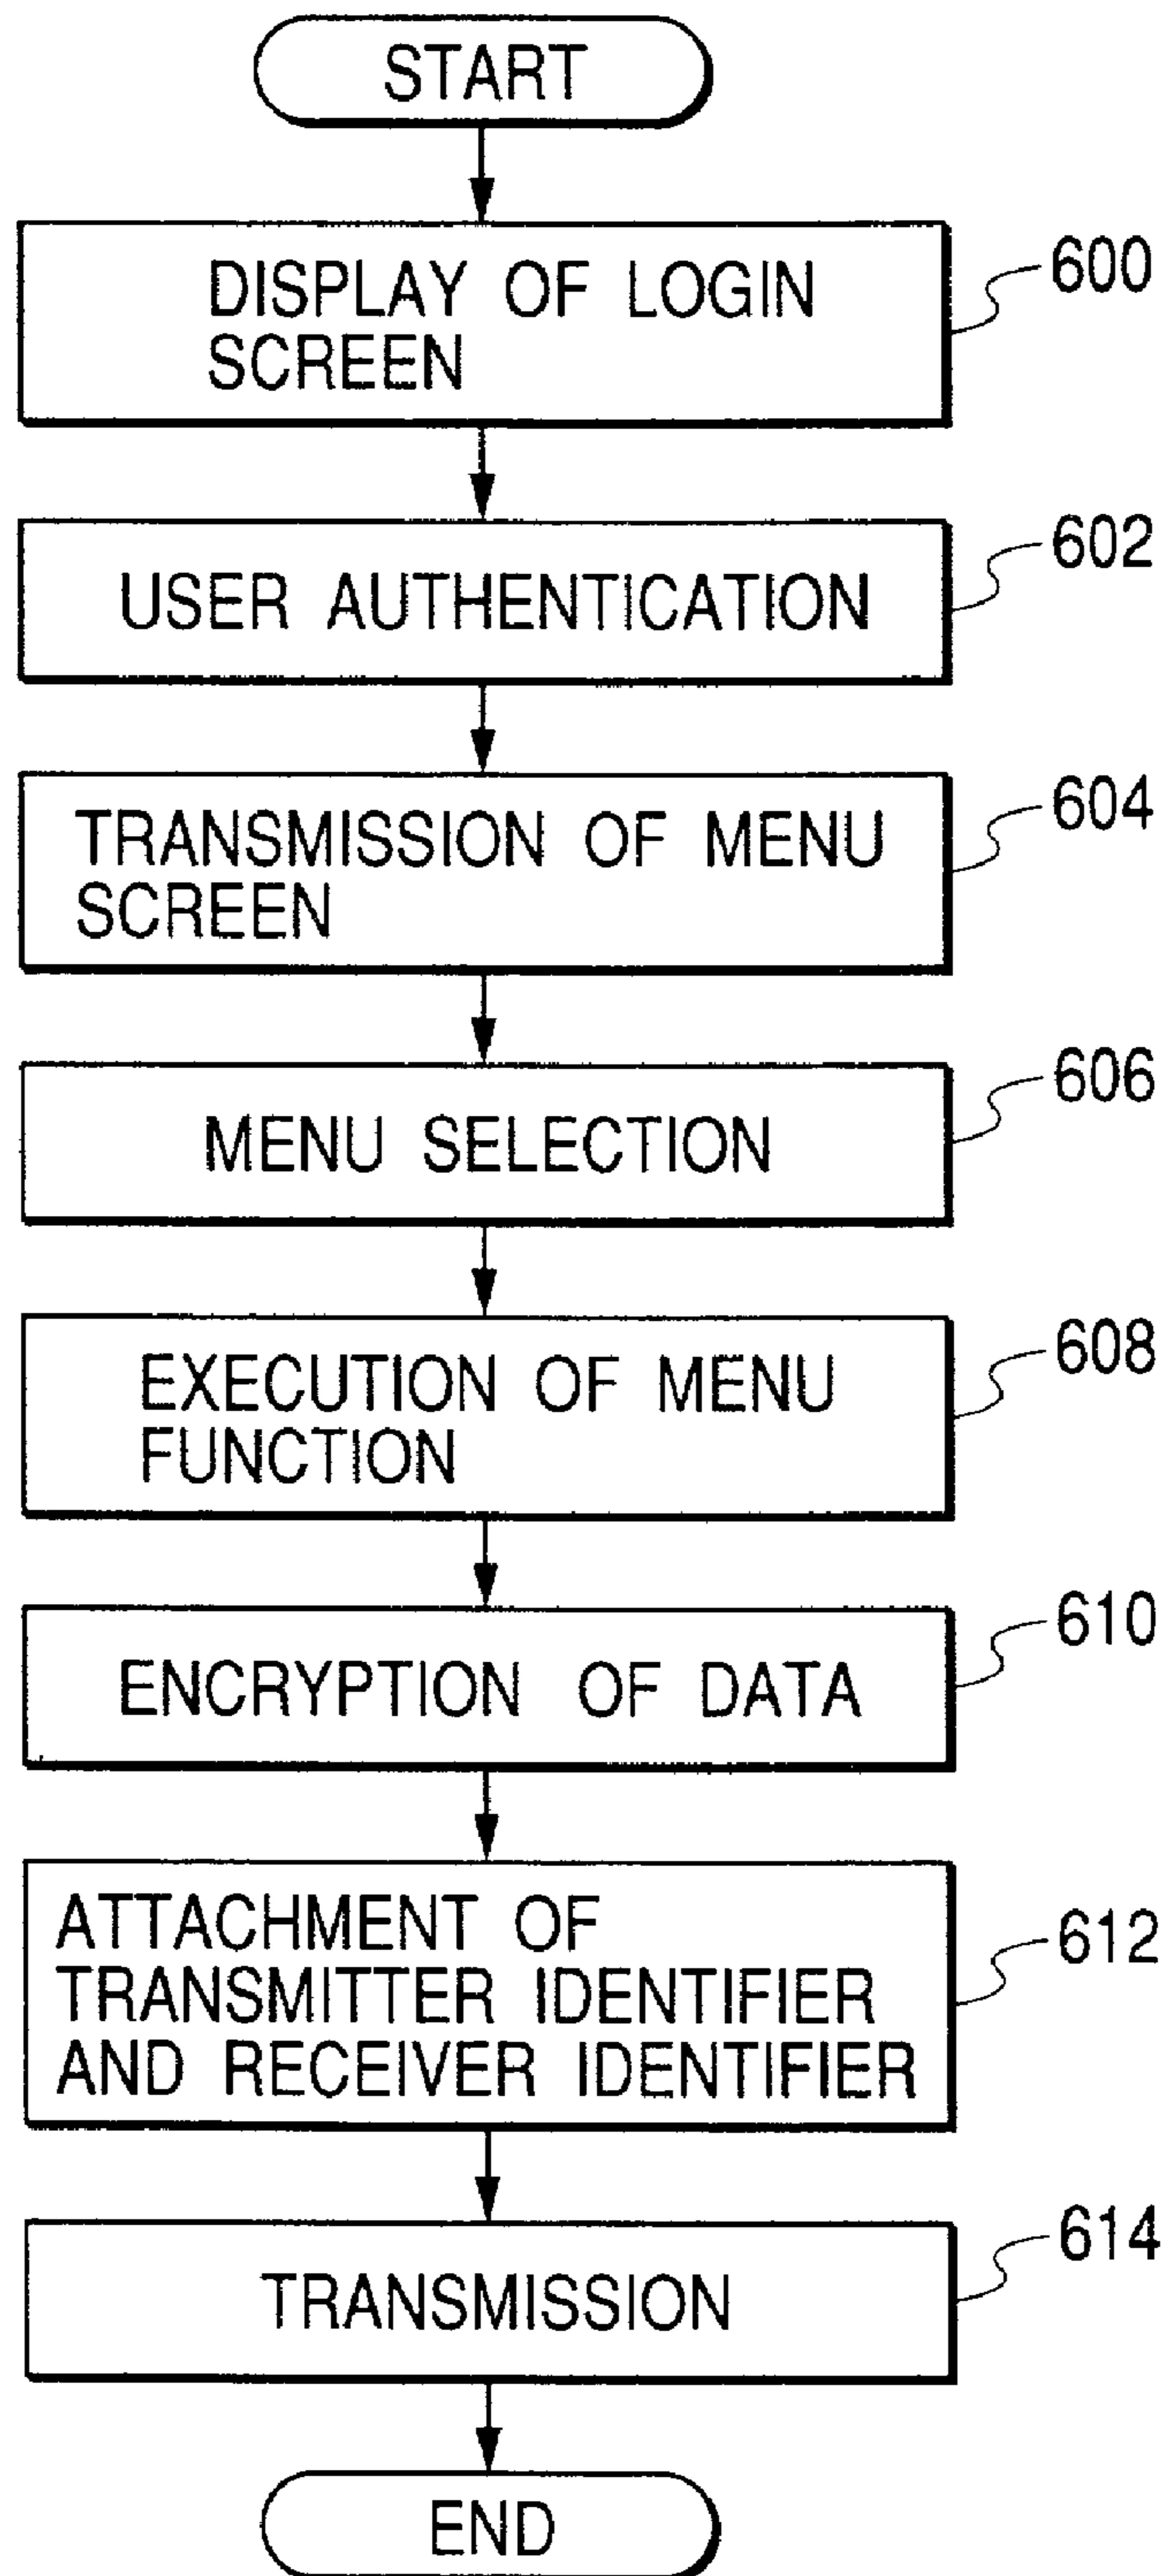 START
DISPLAY OF LOGIN
SCREEN
600
USER AUTHENTICATION
602
TRANSMISSION OF MENU
SCREEN
604
MENU SELECTION
606
EXECUTION OF MENU
FUNCTION
608
ENCRYPTION OF DATA
610
ATTACHMENT OF
TRANSMITTER IDENTIFIER
AND RECEIVER IDENTIFIER
612
TRANSMISSION
614
END